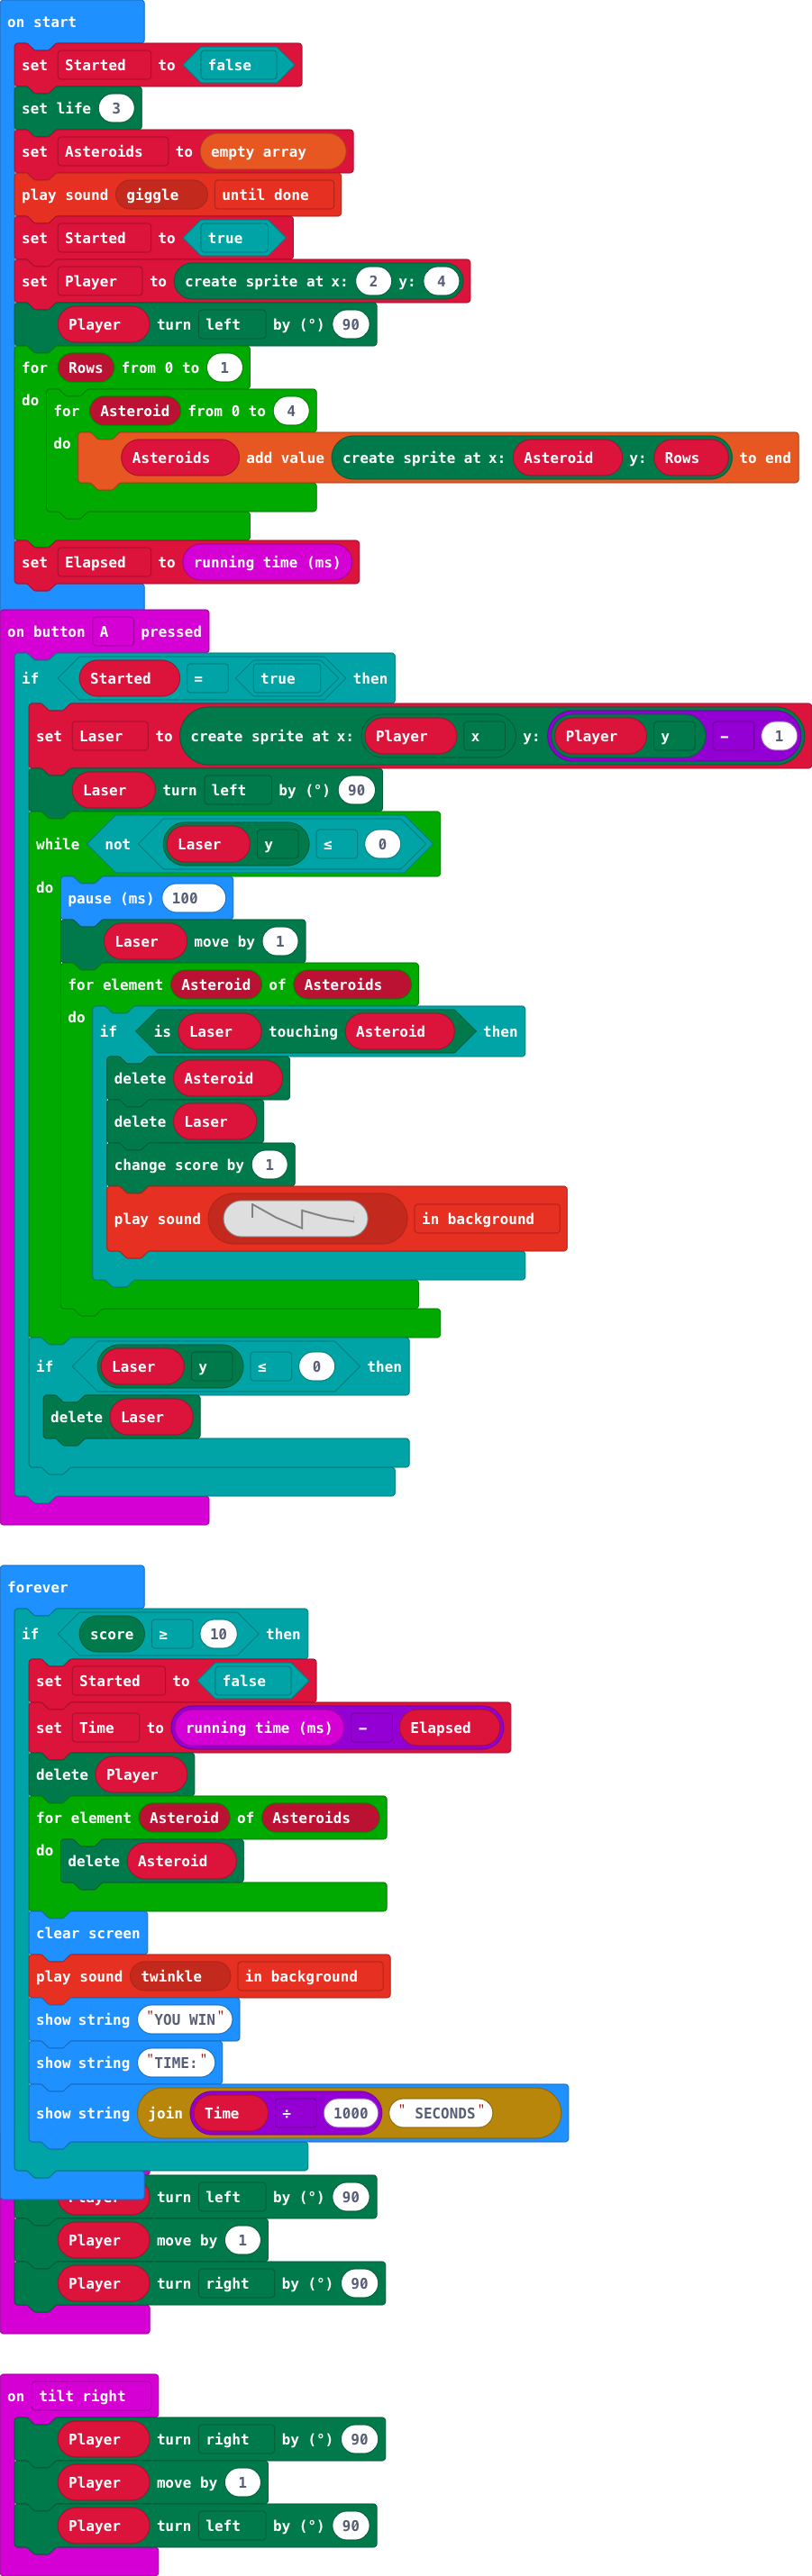 on start
set Started to false
set life 3
set Asteroids to empty array
play sound giggle until done
set Started to true
set Player to create sprite at x: 2 y: 4
Player turn left by (°) 90
for Rows from 0 to 1
do
for Asteroid from 0 to 4
do
Asteroids add value create sprite at x: Asteroid y: Rows to end
set Elapsed to running time (ms)
on button A pressed
if Started = true then
set Laser to create sprite at x: Player x y: Player y - 1
Laser turn left by (°) 90
while not Laser y ≤ 0
do
pause (ms) 100
Laser move by 1
for element Asteroid of Asteroids
do
if is Laser touching Asteroid then
delete Asteroid
delete Laser
change score by 1
play sound in background
if Laser y ≤ 0 then
delete Laser
forever
if score ≥ 10 then
set Started to false
set Time to running time (ms) - Elapsed
delete Player
for element Asteroid of Asteroids
do
delete Asteroid
clear screen
play sound twinkle in background
show string "YOU WIN"
show string "TIME:"
show string join Time ÷ 1000 " SECONDS"
turn left by (°) 90
Player move by 1
Player turn right by (°) 90
on tilt right
Player turn right by (°) 90
Player move by 1
Player turn left by (°) 90